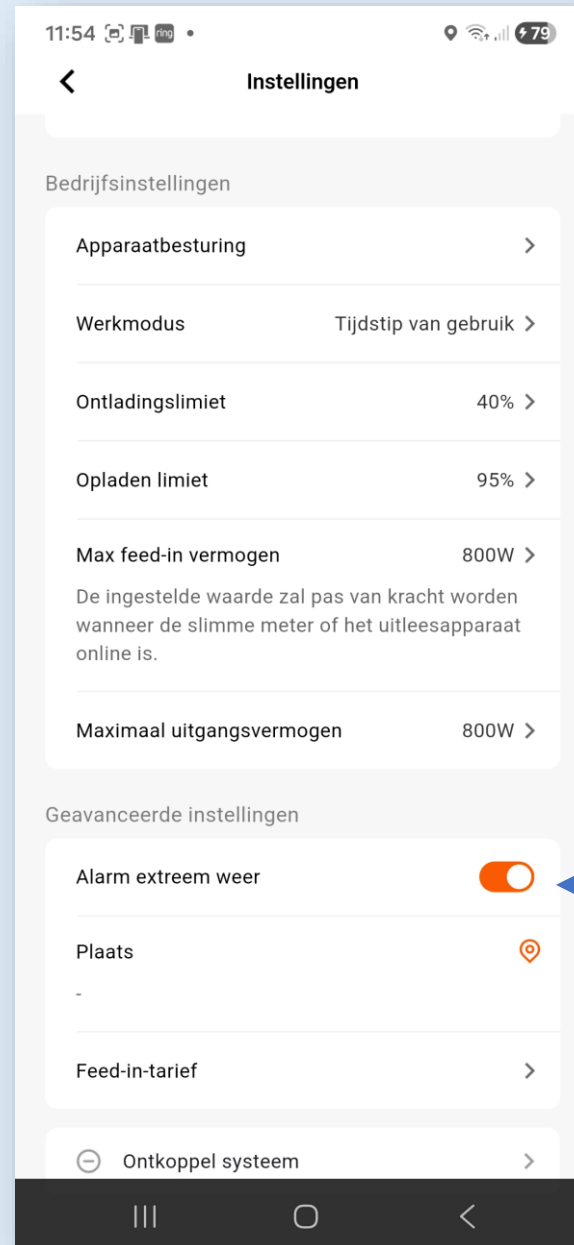 11:54 ring 79
Instellingen
Bedrijfsinstellingen
Apparaatbesturing
Werkmodus Tijdstip van gebruik
Ontladingslimiet 40%
Opladen limiet 95%
Max feed-in vermogen 800W
De ingestelde waarde zal pas van kracht worden
wanneer de slimme meter of het uitleesapparaat
online is.
Maximaal uitgangsvermogen 800W
Geavanceerde instellingen
Alarm extreem weer
Plaats
-
Feed-in-tarief
Ontkoppel systeem